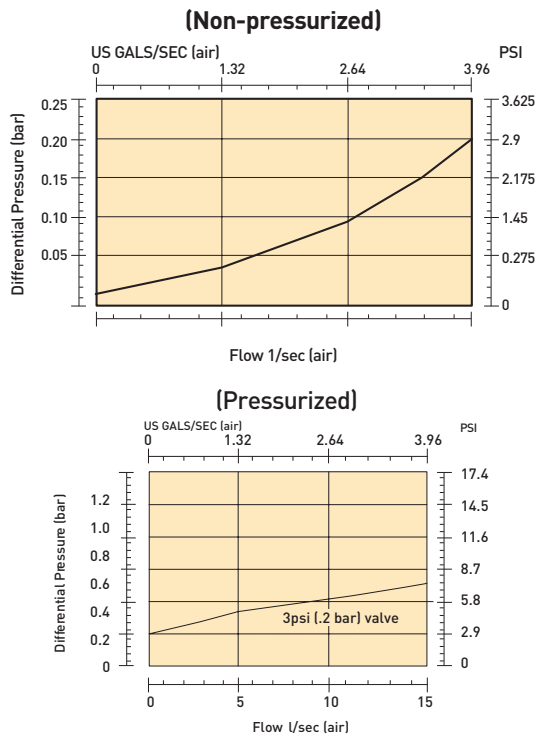 (Non-pressurized)
US GALS/SEC (air) PSI
0 1.32 2.64 3.96
0.25 3.625
0.20 2.9
0.15 2.175
0.10 1.45
0.05 0.275
0
Differential Pressure (bar)
Flow 1/sec (air)
(Pressurized)
US GALS/SEC (air) PSI
0 1.32 2.64 3.96
17.4
1.2 14.5
1.0 11.6
0.8 8.7
0.6 5.8
0.4 2.9
0.2 0
0
Differential Pressure (bar)
3psi (.2 bar) valve
0 5 10 15
Flow l/sec (air)